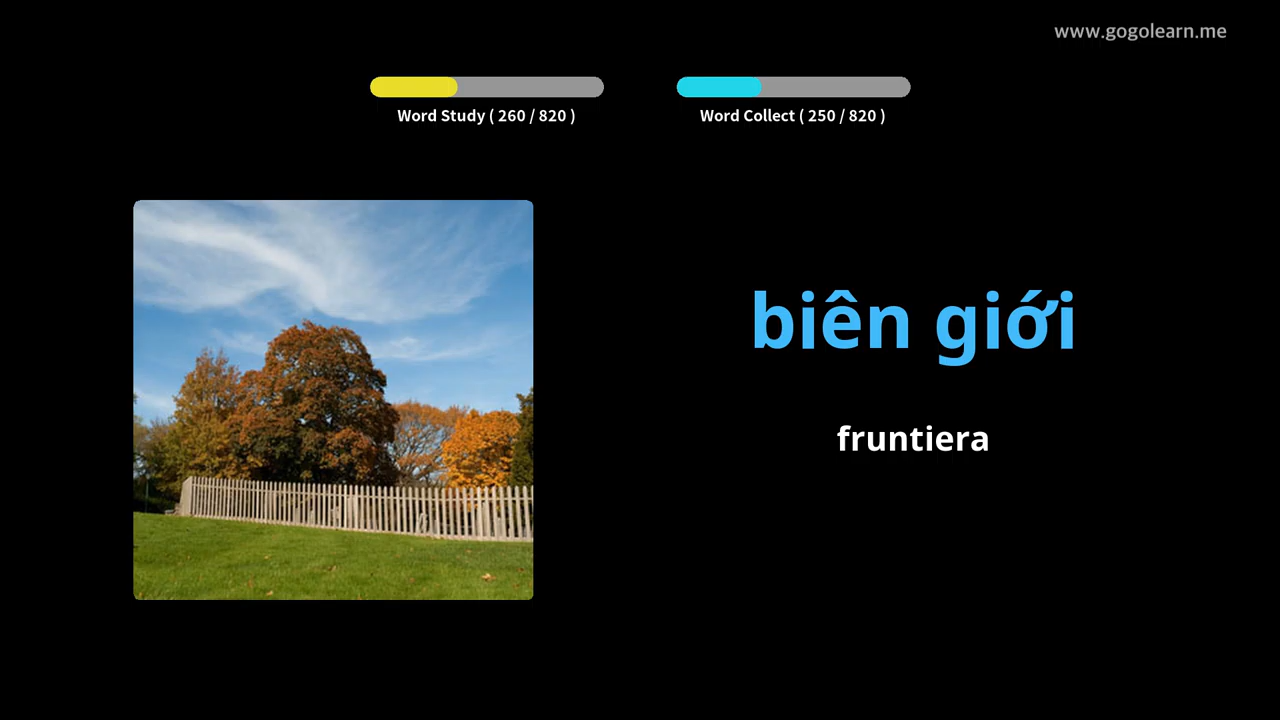 www.gogolearn.me
Word Study ( 260 / 820 )
Word Collect ( 250 / 820 )
biên giới
fruntiera